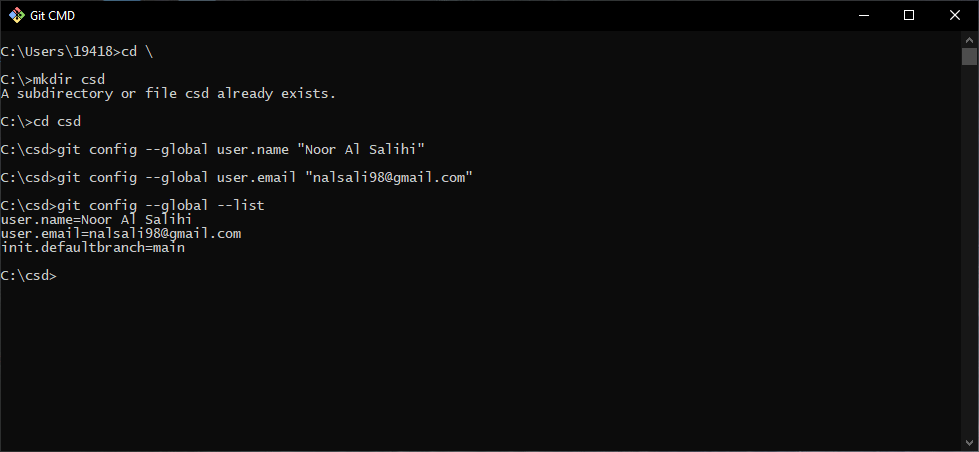 Git CMD
C:\Users\19418>cd \
C:\>mkdir csd
A subdirectory or file csd already exists.
C:\>cd csd
C:\csd>git config --global user.name "Noor Al Salihi"
C:\csd>git config --global user.email "nalsali98@gmail.com"
C:\csd>git config --global --list
user.name=Noor Al Salihi
user.email=nalsali98@gmail.com
init.defaultbranch=main
C:\csd>